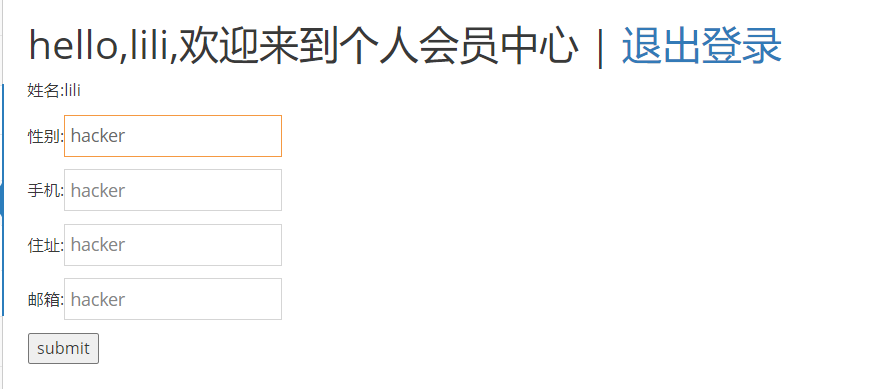 hello,lili,欢迎来到个人会员中心 | 退出登录
姓名:lili
性别:hacker
手机:hacker
住址:hacker
邮箱:hacker
submit